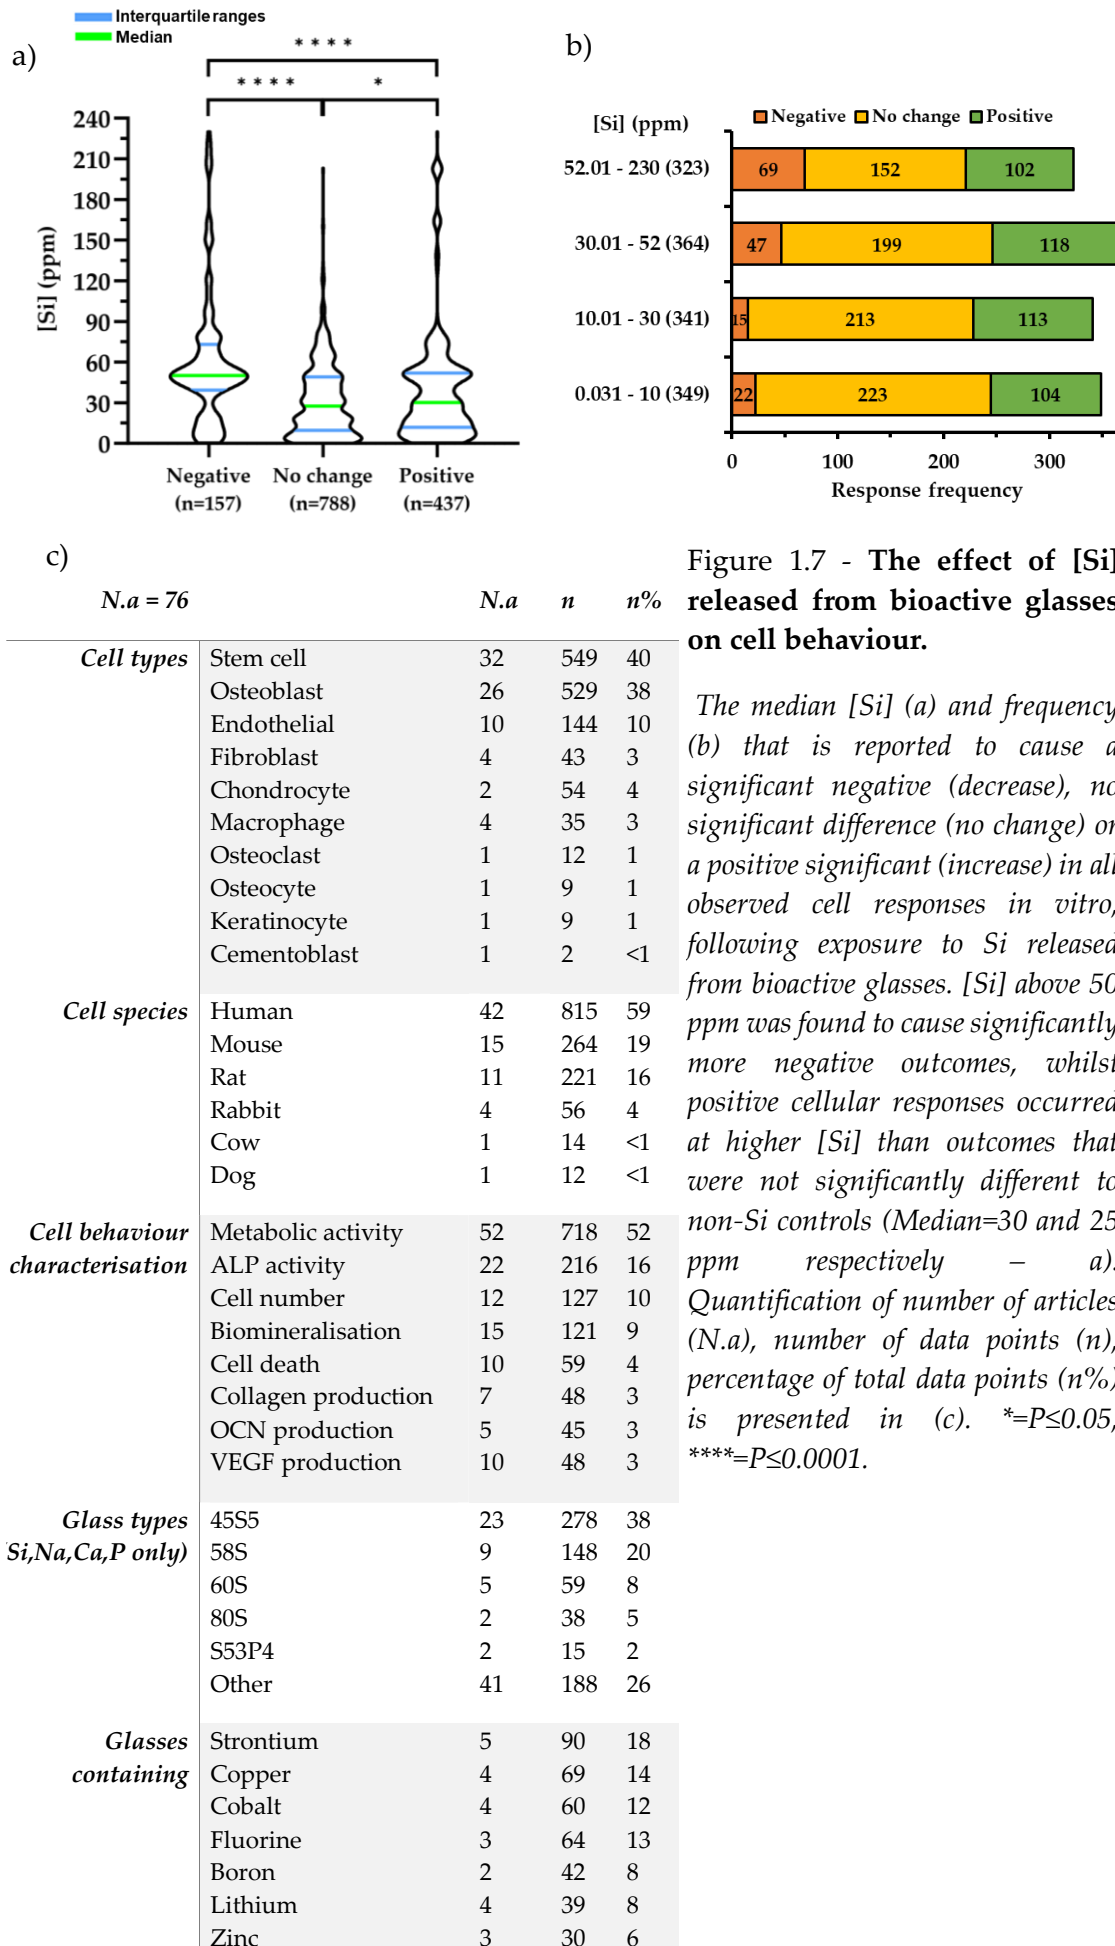 Interquartile ranges
Median
a)
* * * *
* * * *
*
240
210
180
150
120
90
60
30
0
[Si] (ppm)
Negative
(n=157)
No change
(n=788)
Positive
(n=437)
b)
[Si] (ppm)
Negative No change Positive
52.01 - 230 (323) 69 152 102
30.01 - 52 (364) 47 199 118
10.01 - 30 (341) 15 213 113
0.031 - 10 (349) 22 223 104
0 100 200 300
Response frequency
c)
N.a = 76 N.a n n%
Cell types Stem cell 32 549 40
Osteoblast 26 529 38
Endothelial 10 144 10
Fibroblast 4 43 3
Chondrocyte 2 54 4
Macrophage 4 35 3
Osteoclast 1 12 1
Osteocyte 1 9 1
Keratinocyte 1 9 1
Cementoblast 1 2 <1
Cell species Human 42 815 59
Mouse 15 264 19
Rat 11 221 16
Rabbit 4 56 4
Cow 1 14 <1
Dog 1 12 <1
Cell behaviour Metabolic activity 52 718 52
characterisation ALP activity 22 216 16
Cell number 12 127 10
Biomineralisation 15 121 9
Cell death 10 59 4
Collagen production 7 48 3
OCN production 5 45 3
VEGF production 10 48 3
Glass types 45S5 23 278 38
Si,Na,Ca,P only) 58S 9 148 20
60S 5 59 8
80S 2 38 5
S53P4 2 15 2
Other 41 188 26
Glasses Strontium 5 90 18
containing Copper 4 69 14
Cobalt 4 60 12
Fluorine 3 64 13
Boron 2 42 8
Lithium 4 39 8
Zinc 3 30 6
Figure 1.7 - The effect of [Si]
released from bioactive glasses
on cell behaviour.
The median [Si] (a) and frequency
(b) that is reported to cause a
significant negative (decrease), no
significant difference (no change) or
a positive significant (increase) in all
observed cell responses in vitro,
following exposure to Si released
from bioactive glasses. [Si] above 50
ppm was found to cause significantly
more negative outcomes, whilst
positive cellular responses occurred
at higher [Si] than outcomes that
were not significantly different to
non-Si controls (Median=30 and 25
ppm respectively – a).
Quantification of number of articles
(N.a), number of data points (n),
percentage of total data points (n%)
is presented in (c). *=P≤0.05,
****=P≤0.0001.